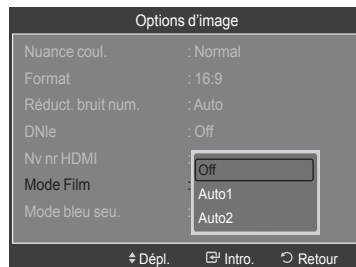 Options d'image
Nuance coul. : Normal
Format : 16:9
Réduct. bruit num. : Auto
DNIe : Off
Nv nr HDMI :
Off
Mode Film :
Auto1
Mode bleu seu. :
Auto2
Dépl. Intro. Retour